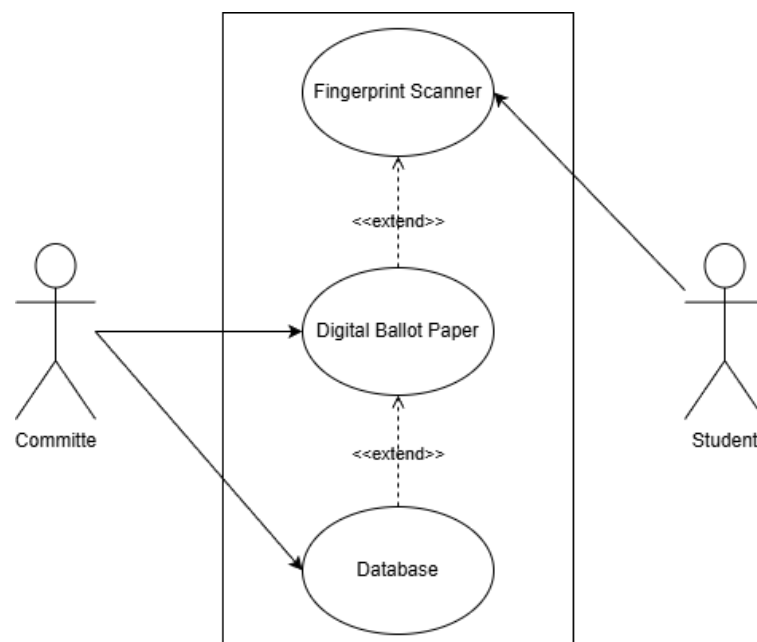 Fingerprint Scanner
<<extend>>
Digital Ballot Paper
Committe
Student
<<extend>>
Database